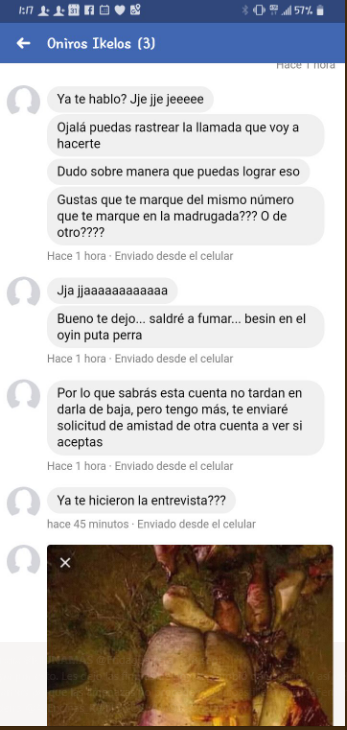 1:17
57%
Oniros Ikelos (3)
Hace 1 hora
Ya te hablo? Jje jje jeeeee
Ojalá puedas rastrear la llamada que voy a
hacerte
Dudo sobre manera que puedas lograr eso
Gustas que te marque del mismo número
que te marque en la madrugada??? O de
otro????
Hace 1 hora · Enviado desde el celular
Jja jjaaaaaaaaaaaa
Bueno te dejo... saldré a fumar... besin en el
oyin puta perra
Hace 1 hora · Enviado desde el celular
Por lo que sabrás esta cuenta no tardan en
darla de baja, pero tengo más, te enviaré
solicitud de amistad de otra cuenta a ver si
aceptas
Hace 1 hora · Enviado desde el celular
Ya te hicieron la entrevista???
hace 45 minutos · Enviado desde el celular